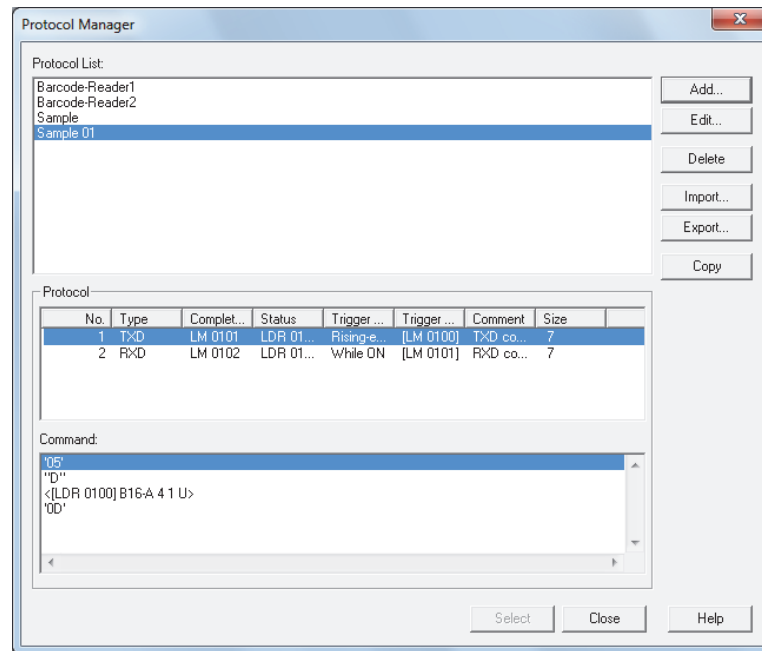 Protocol Manager
Protocol List:
Barcode-Reader1
Barcode-Reader2
Sample
Sample 01
Add...
Edit...
Delete
Import...
Export...
Copy
Protocol
No. Type Complet... Status Trigger ... Trigger ... Comment Size
1 TXD LM 0101 LDR 01... Rising-e... [LM 0100] TXD co... 7
2 RXD LM 0102 LDR 01... While ON [LM 0101] RXD co... 7
Command:
'05'
"D"
<[LDR 0100] B16-A 4 1 U>
'0D'
Select Close Help